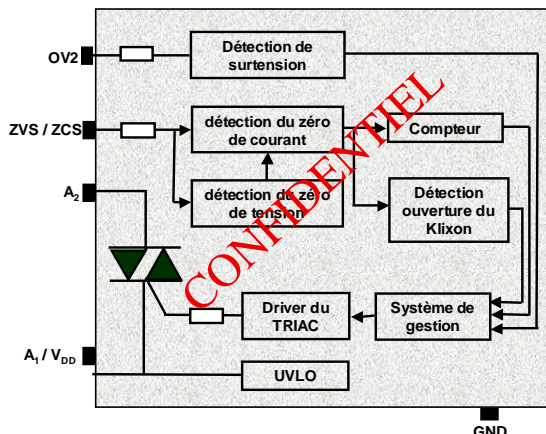 OV2
Détection de
surtension
ZVS / ZCS
détection du zéro
de courant
Compteur
A2
détection du zéro
de tension
Détection
ouverture du
Klixon
CONFIDENTIEL
Driver du
TRIAC
Système de
gestion
A1 / VDD
UVLO
GND